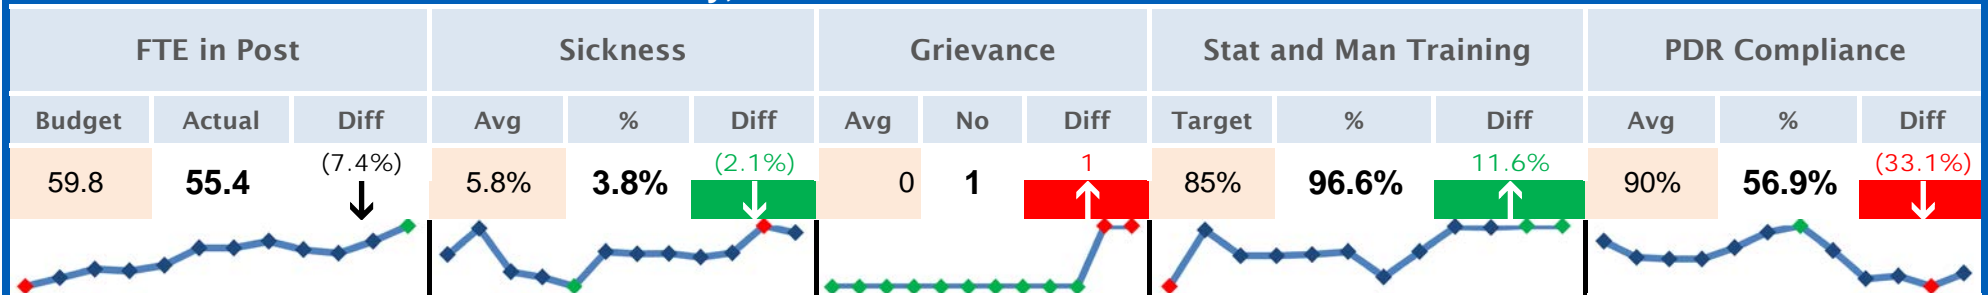 FTE in Post Sickness Grievance Stat and Man Training PDR Compliance
Budget Actual Diff Avg % Diff Avg No Diff Target % Diff Avg % Diff
59.8 55.4 (7.4%) 5.8% 3.8% (2.1%) 0 1 1 85% 96.6% 11.6% 90% 56.9% (33.1%)